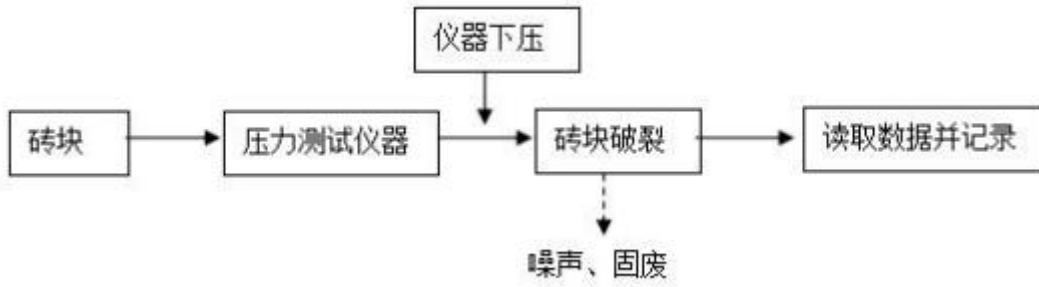 仪器下压
砖块
压力测试仪器
砖块破裂
读取数据并记录
噪声、固废